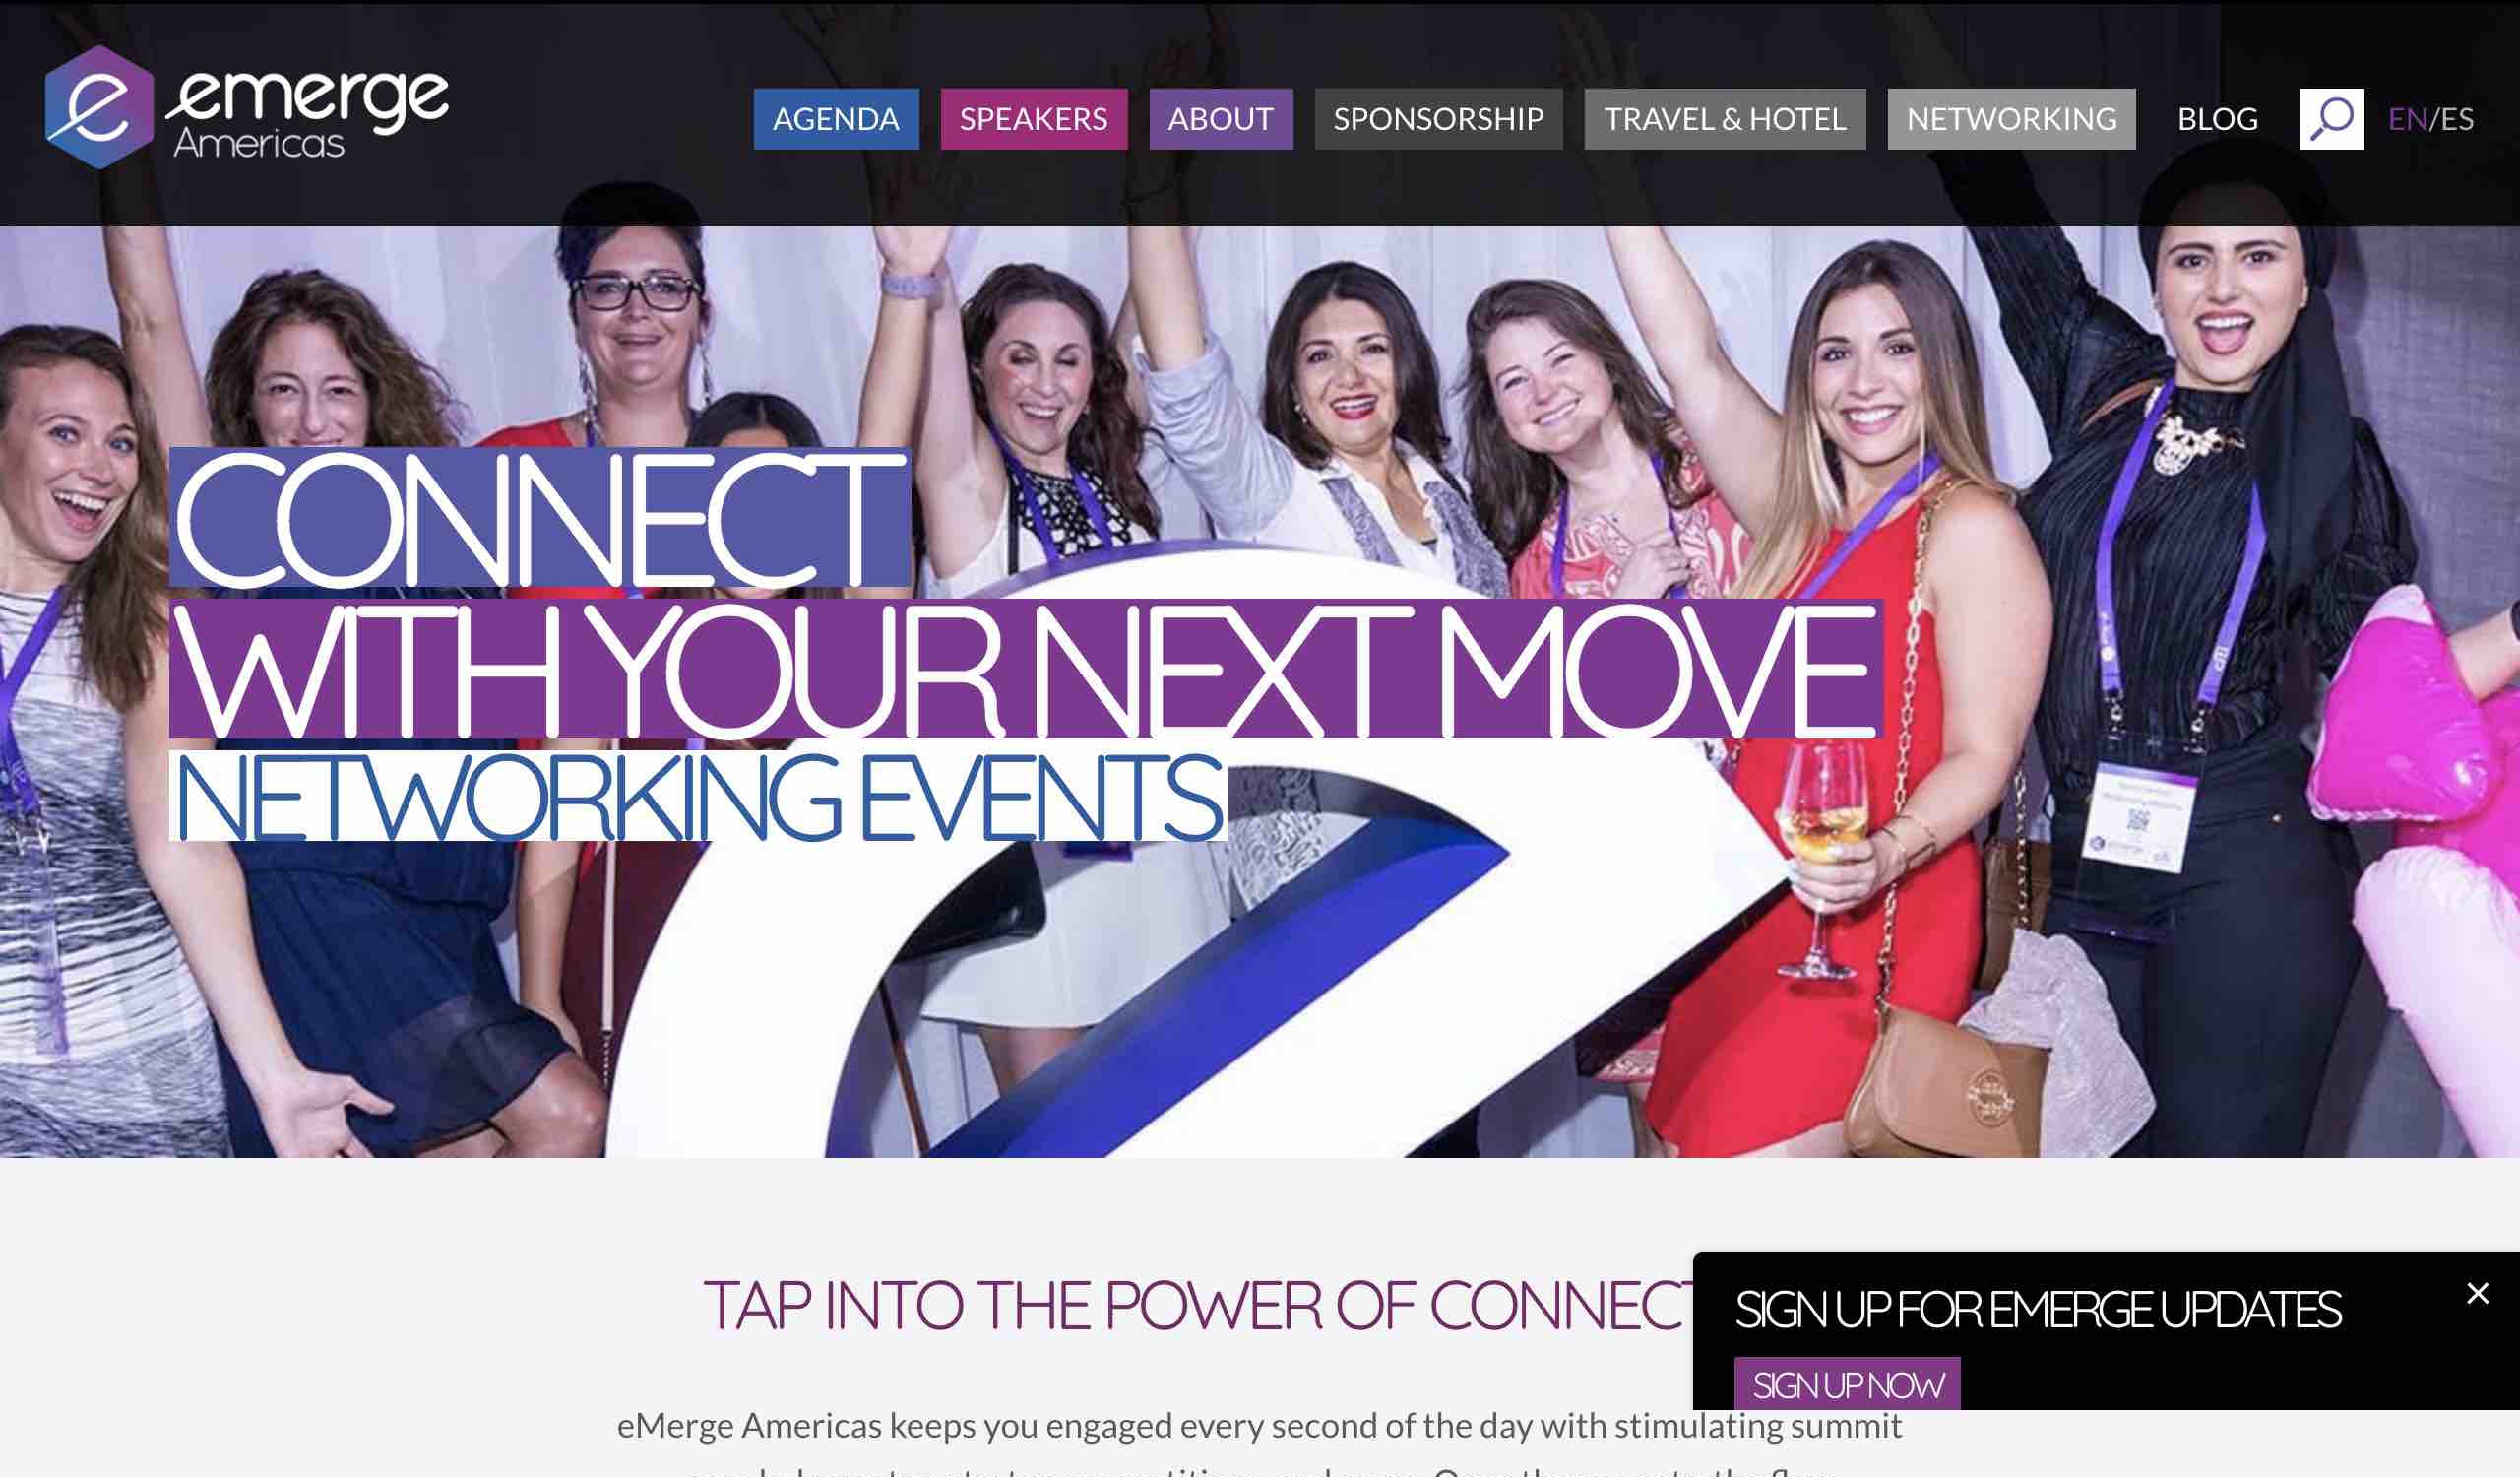 emerge
Americas
AGENDA SPEAKERS ABOUT SPONSORSHIP TRAVEL & HOTEL NETWORKING BLOG EN/ES
CONNECT
WITH YOUR NEXT MOVE
NETWORKING EVENTS
TAP INTO THE POWER OF CONNECT
SIGN UP FOR EMERGE UPDATES
×
SIGN UP NOW
eMerge Americas keeps you engaged every second of the day with stimulating summit